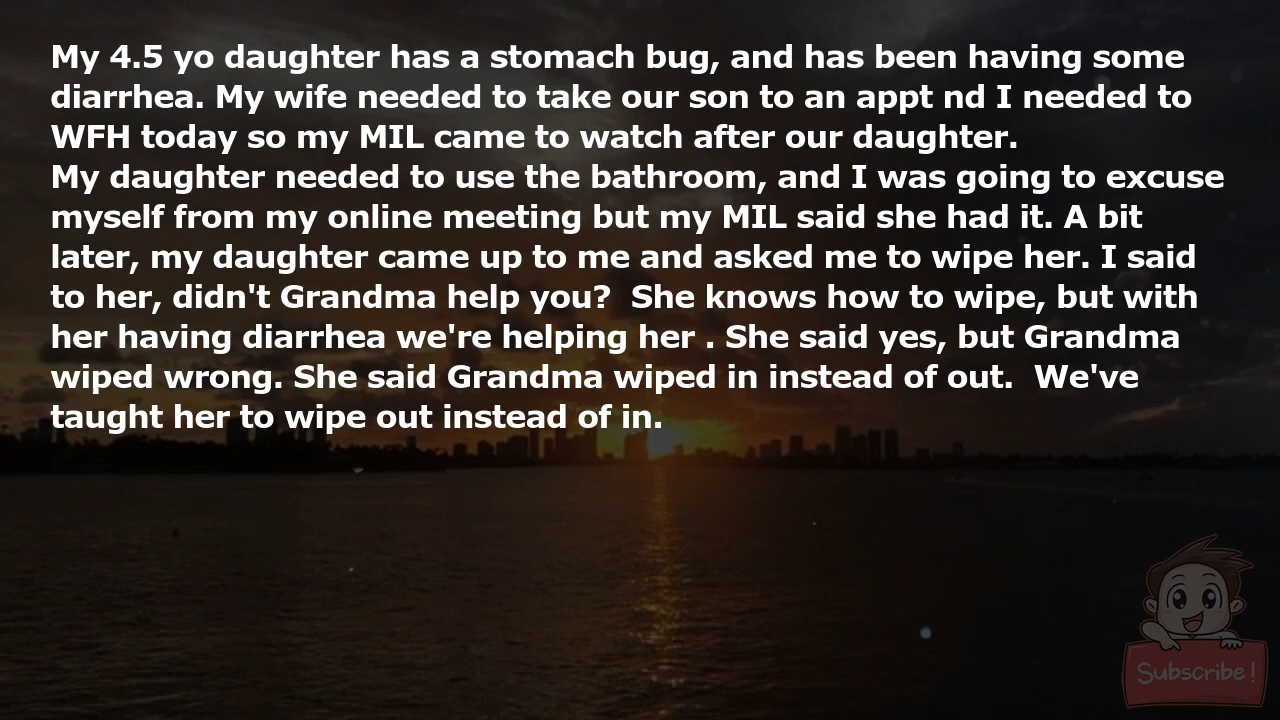 My 4.5 yo daughter has a stomach bug, and has been having some
diarrhea. My wife needed to take our son to an appt nd I needed to
WFH today so my MIL came to watch after our daughter.
My daughter needed to use the bathroom, and I was going to excuse
myself from my online meeting but my MIL said she had it. A bit
later, my daughter came up to me and asked me to wipe her. I said
to her, didn't Grandma help you?  She knows how to wipe, but with
her having diarrhea we're helping her . She said yes, but Grandma
wiped wrong. She said Grandma wiped in instead of out.  We've
taught her to wipe out instead of in.
Subscribe!